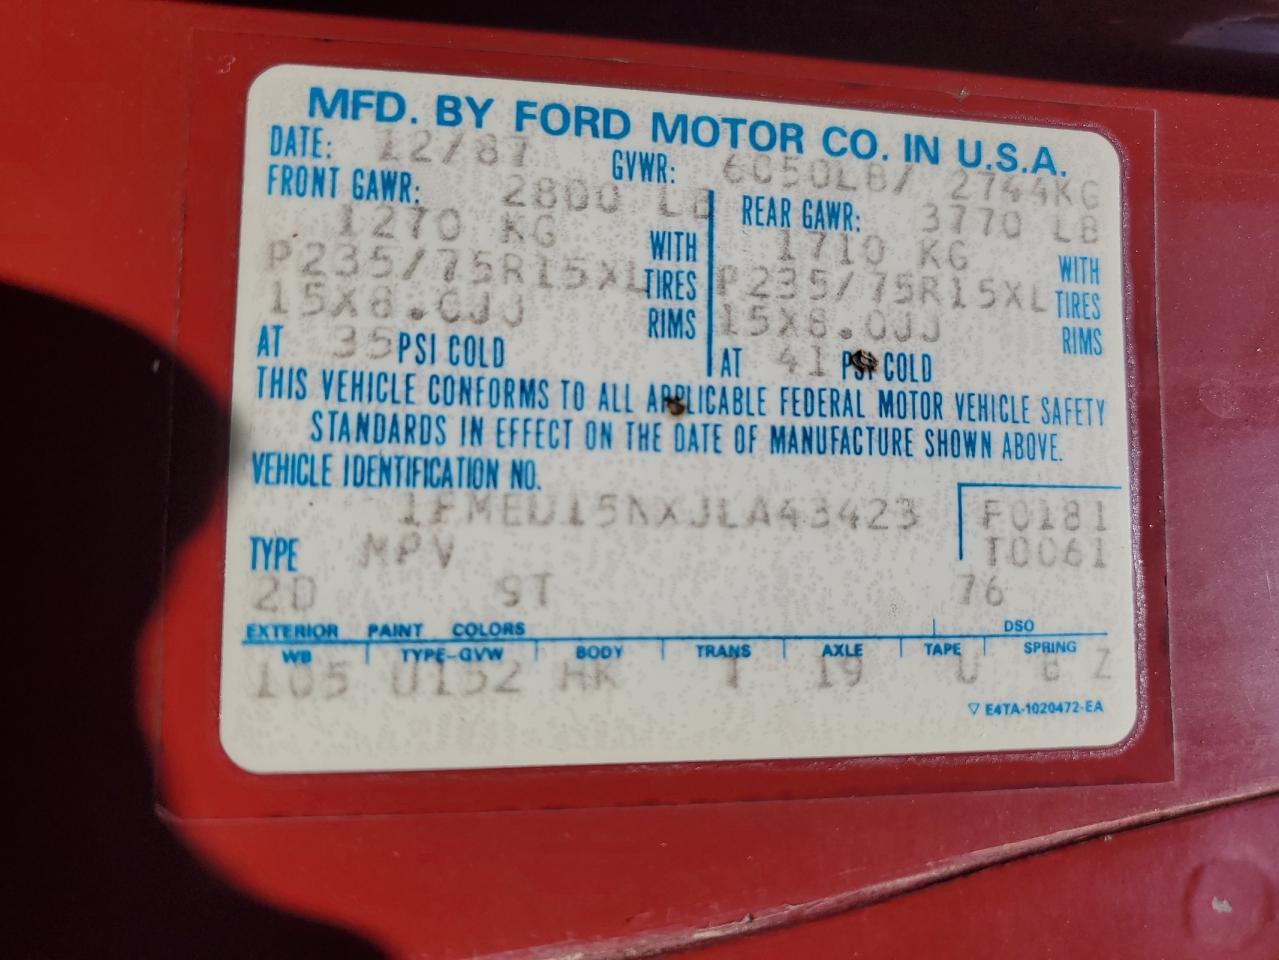 MFD. BY FORD MOTOR CO. IN U.S.A.
DATE: 12/87 GVWR: 6050LB/ 2744KG
FRONT GAWR: 2800 LB REAR GAWR: 3770 LB
1270 KG WITH 1710 KG WITH
P235/75R15XL TIRES P235/75R15XL TIRES
15X8.0JJ RIMS 15X8.0JJ RIMS
AT 35 PSI COLD AT 41 PSI COLD
THIS VEHICLE CONFORMS TO ALL APPLICABLE FEDERAL MOTOR VEHICLE SAFETY
STANDARDS IN EFFECT ON THE DATE OF MANUFACTURE SHOWN ABOVE.
VEHICLE IDENTIFICATION NO.
1FMEU15NXJLA43423 F0181
TYPE MPV T0061
2D 9T 76
EXTERIOR PAINT COLORS DSO
WB TYPE-GVW BODY TRANS AXLE TAPE SPRING
105 U152 HK T 19 U 8 Z
▽ E4TA-1020472-EA